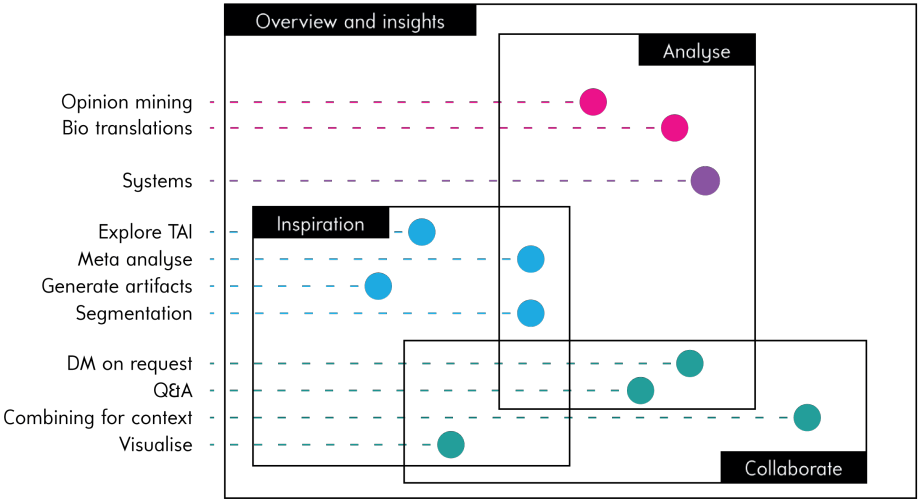 Overview and insights
Analyse
Opinion mining
Bio translations
Systems
Inspiration
Explore TAI
Meta analyse
Generate artifacts
Segmentation
DM on request
Q&A
Combining for context
Visualise
Collaborate